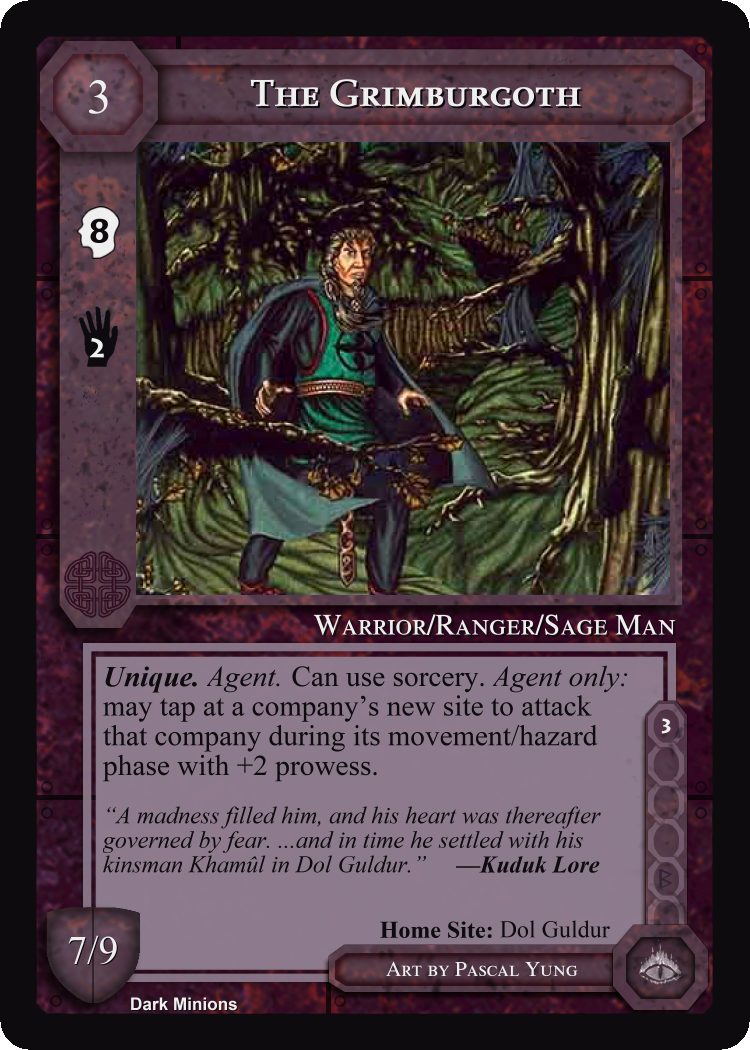 3
The Grimburgoth
8
2
Warrior/Ranger/Sage Man
Unique. Agent. Can use sorcery. Agent only:
may tap at a company’s new site to attack
that company during its movement/hazard
phase with +2 prowess.
3
“A madness filled him, and his heart was thereafter
governed by fear. ...and in time he settled with his
kinsman Khamûl in Dol Guldur.” —Kuduk Lore
Home Site: Dol Guldur
7/9
Art by Pascal Yung
Dark Minions